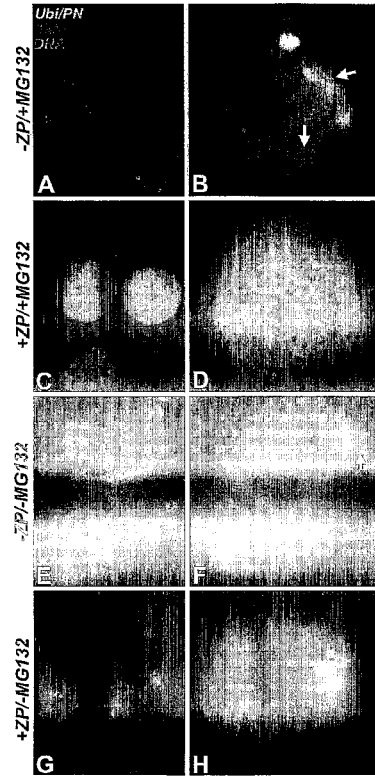 Ubi/PN
DNA
-ZP/+MG132
A
B
+ZP/+MG132
C
D
-ZP/-MG132
E
F
+ZP/-MG132
G
H